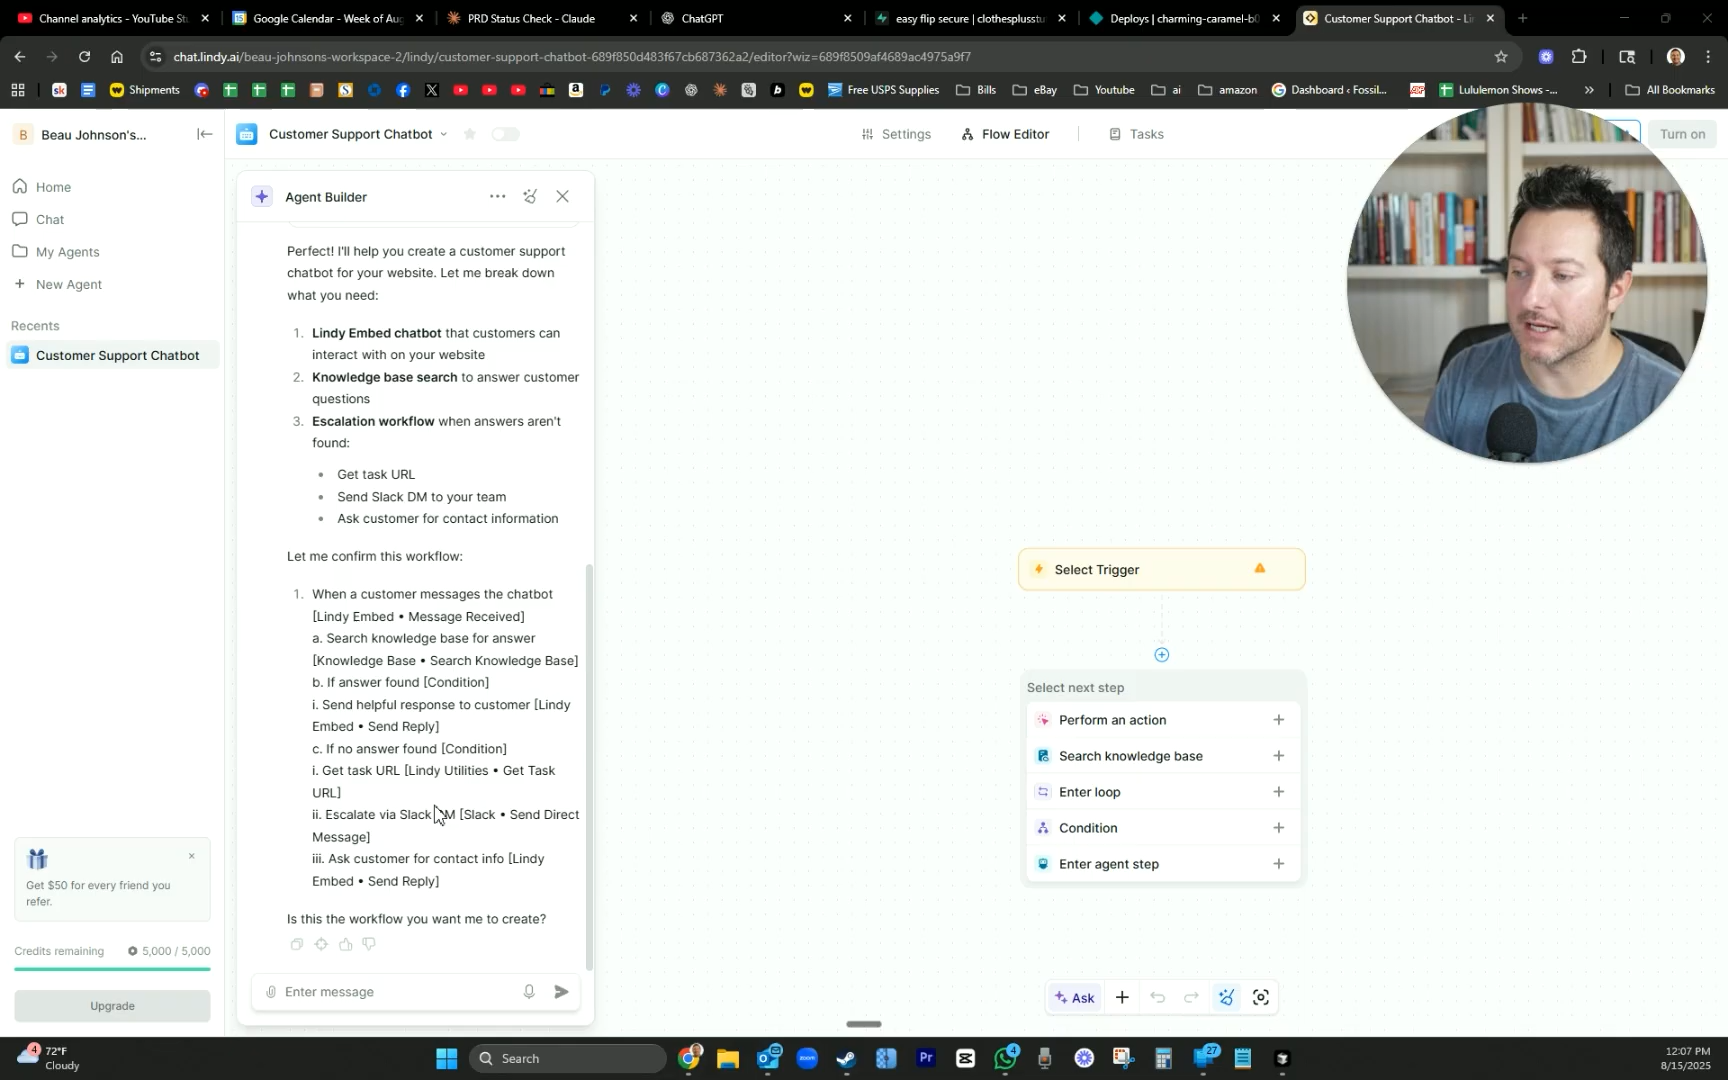 Channel analytics - YouTube St
Google Calendar - Week of Aug
PRD Status Check - Claude
ChatGPT
easy flip secure | clothesplusstu
Deploys | charming-caramel-b0
Customer Support Chatbot - Li
chat.lindy.ai/beau-johnsons-workspace-2/lindy/customer-support-chatbot-689f850d483f67cb687362a2/editor?wiz=689f8509af4689ac4975a9f7
Shipments
Free USPS Supplies
Bills
eBay
Youtube
ai
amazon
Dashboard ‹ Fossil...
Lululemon Shows -...
»
All Bookmarks
B
Beau Johnson's...
Customer Support Chatbot
Settings
Flow Editor
Tasks
Turn on
Home
Chat
My Agents
New Agent
Recents
Customer Support Chatbot
Get $50 for every friend you
refer.
Credits remaining
5,000 / 5,000
Upgrade
Agent Builder
Perfect! I'll help you create a customer support
chatbot for your website. Let me break down
what you need:
1. Lindy Embed chatbot that customers can
interact with on your website
2. Knowledge base search to answer customer
questions
3. Escalation workflow when answers aren't
found:
• Get task URL
• Send Slack DM to your team
• Ask customer for contact information
Let me confirm this workflow:
1. When a customer messages the chatbot
[Lindy Embed • Message Received]
a. Search knowledge base for answer
[Knowledge Base • Search Knowledge Base]
b. If answer found [Condition]
i. Send helpful response to customer [Lindy
Embed • Send Reply]
c. If no answer found [Condition]
i. Get task URL [Lindy Utilities • Get Task
URL]
ii. Escalate via Slack DM [Slack • Send Direct
Message]
iii. Ask customer for contact info [Lindy
Embed • Send Reply]
Is this the workflow you want me to create?
Enter message
Select Trigger
Select next step
Perform an action
Search knowledge base
Enter loop
Condition
Enter agent step
Ask
4
72°F
Cloudy
Search
zoom
Pr
4
27
12:07 PM
8/15/2025